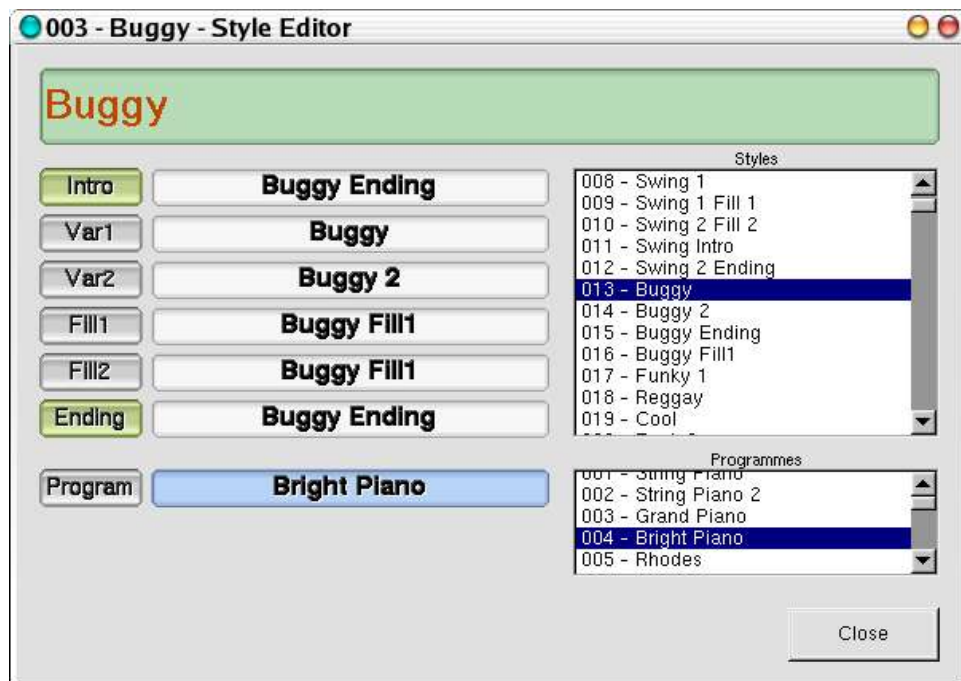 003 - Buggy - Style Editor
Buggy
Intro
Buggy Ending
Var1
Buggy
Var2
Buggy 2
Fill1
Buggy Fill1
Fill2
Buggy Fill1
Ending
Buggy Ending
Program
Bright Piano
Styles
008 - Swing 1
009 - Swing 1 Fill 1
010 - Swing 2 Fill 2
011 - Swing Intro
012 - Swing 2 Ending
013 - Buggy
014 - Buggy 2
015 - Buggy Ending
016 - Buggy Fill1
017 - Funky 1
018 - Reggay
019 - Cool
Programmes
001 - String Piano
002 - String Piano 2
003 - Grand Piano
004 - Bright Piano
005 - Rhodes
Close